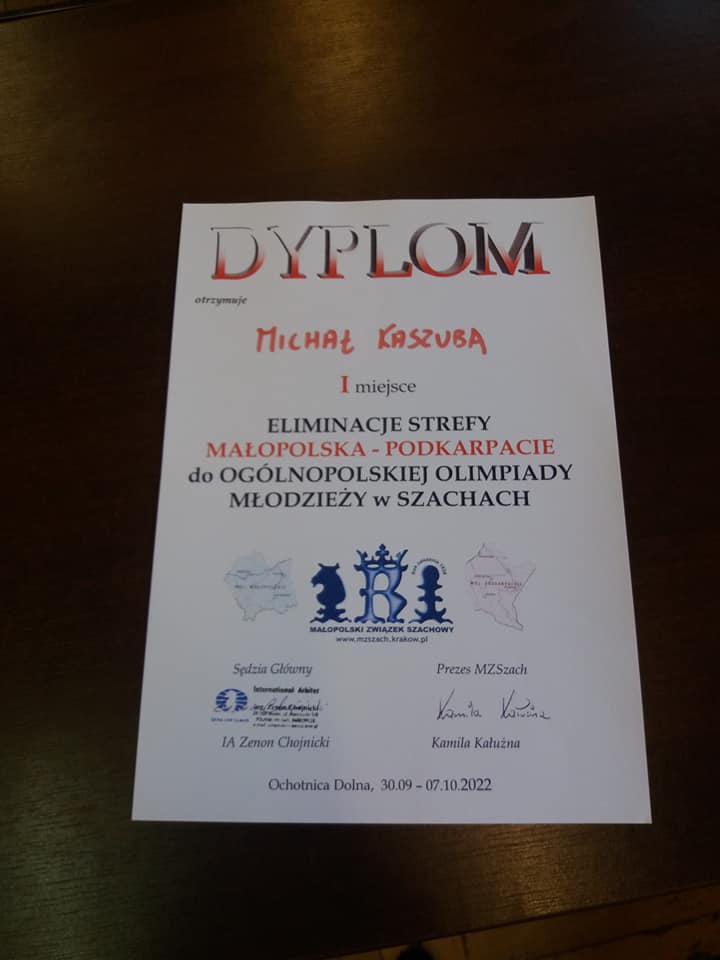 DYPLOM
otrzymuje
MICHAŁ KASZUBA
I miejsce
ELIMINACJE STREFY
MAŁOPOLSKA - PODKARPACIE
do OGÓLNOPOLSKIEJ OLIMPIADY
MŁODZIEŻY w SZACHACH
MAŁOPOLSKI ZWIĄZEK SZACHOWY
www.mzszach.krakow.pl
Sędzia Główny
Prezes MZSzach
International Arbiter
Kamila Kałużna
IA Zenon Chojnicki
Kamila Kałużna
Ochotnica Dolna, 30.09 – 07.10.2022